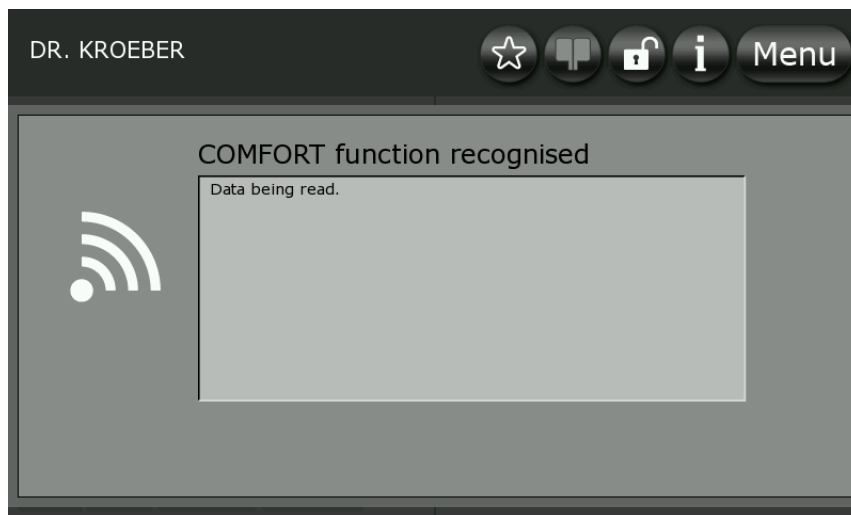 DR. KROEBER
i
Menu
COMFORT function recognised
Data being read.